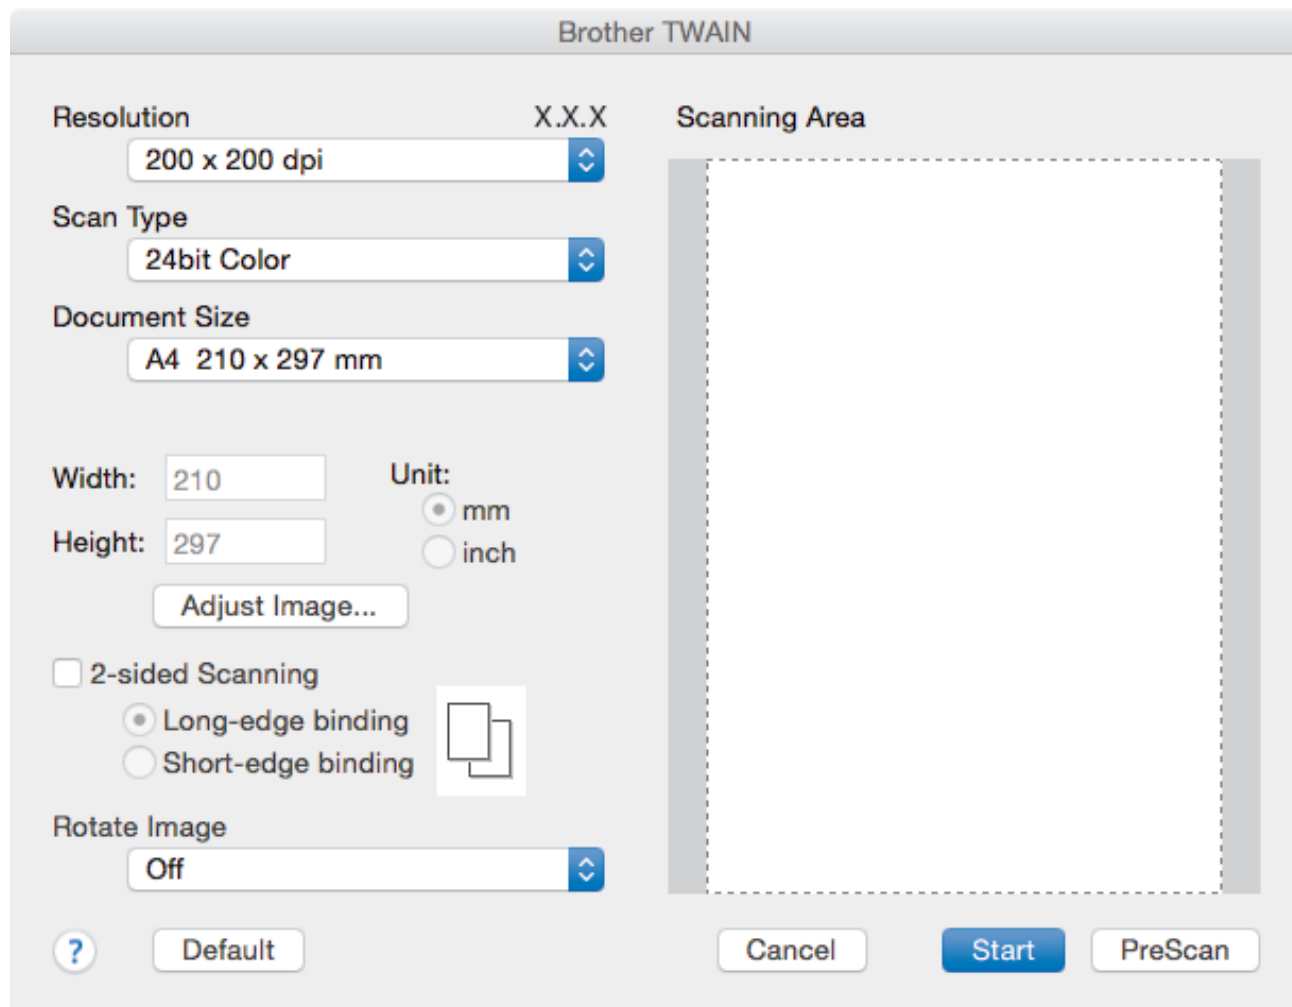 Brother TWAIN
Resolution X.X.X
200 x 200 dpi
Scan Type
24bit Color
Document Size
A4 210 x 297 mm
Width: 210
Height: 297
Unit:
mm
inch
Adjust Image...
2-sided Scanning
Long-edge binding
Short-edge binding
Rotate Image
Off
? Default
Scanning Area
Cancel Start PreScan